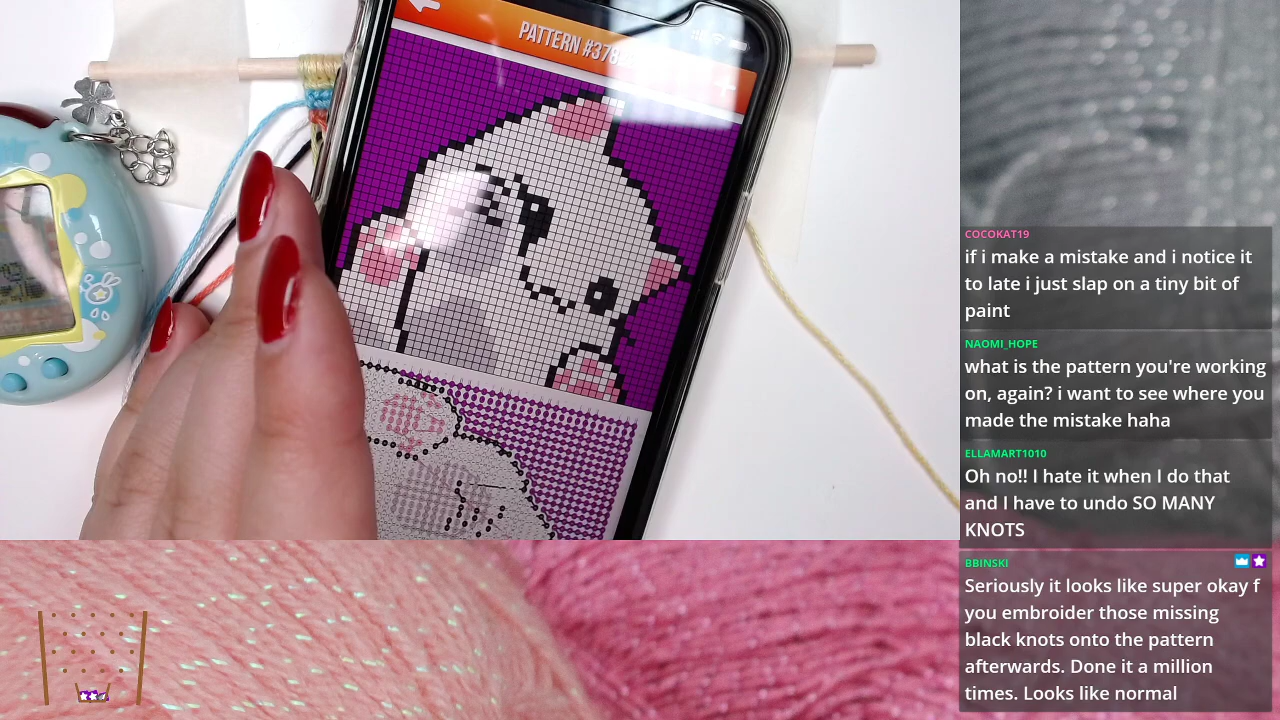 PATTERN #378
COCOKAT19
if i make a mistake and i notice it
to late i just slap on a tiny bit of
paint
NAOMI_HOPE
what is the pattern you're working
on, again? i want to see where you
made the mistake haha
ELLAMART1010
Oh no!! I hate it when I do that
and I have to undo SO MANY
KNOTS
BBINSKI
Seriously it looks like super okay f
you embroider those missing
black knots onto the pattern
afterwards. Done it a million
times. Looks like normal